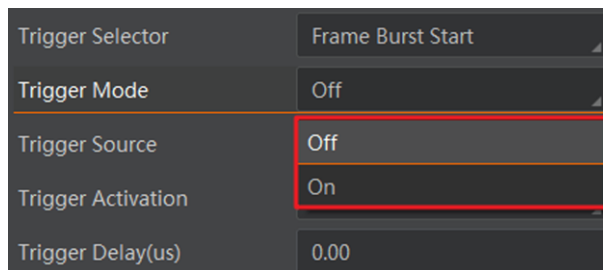 Trigger Selector Frame Burst Start
Trigger Mode Off
Trigger Source Off
On
Trigger Activation
Trigger Delay(us) 0.00